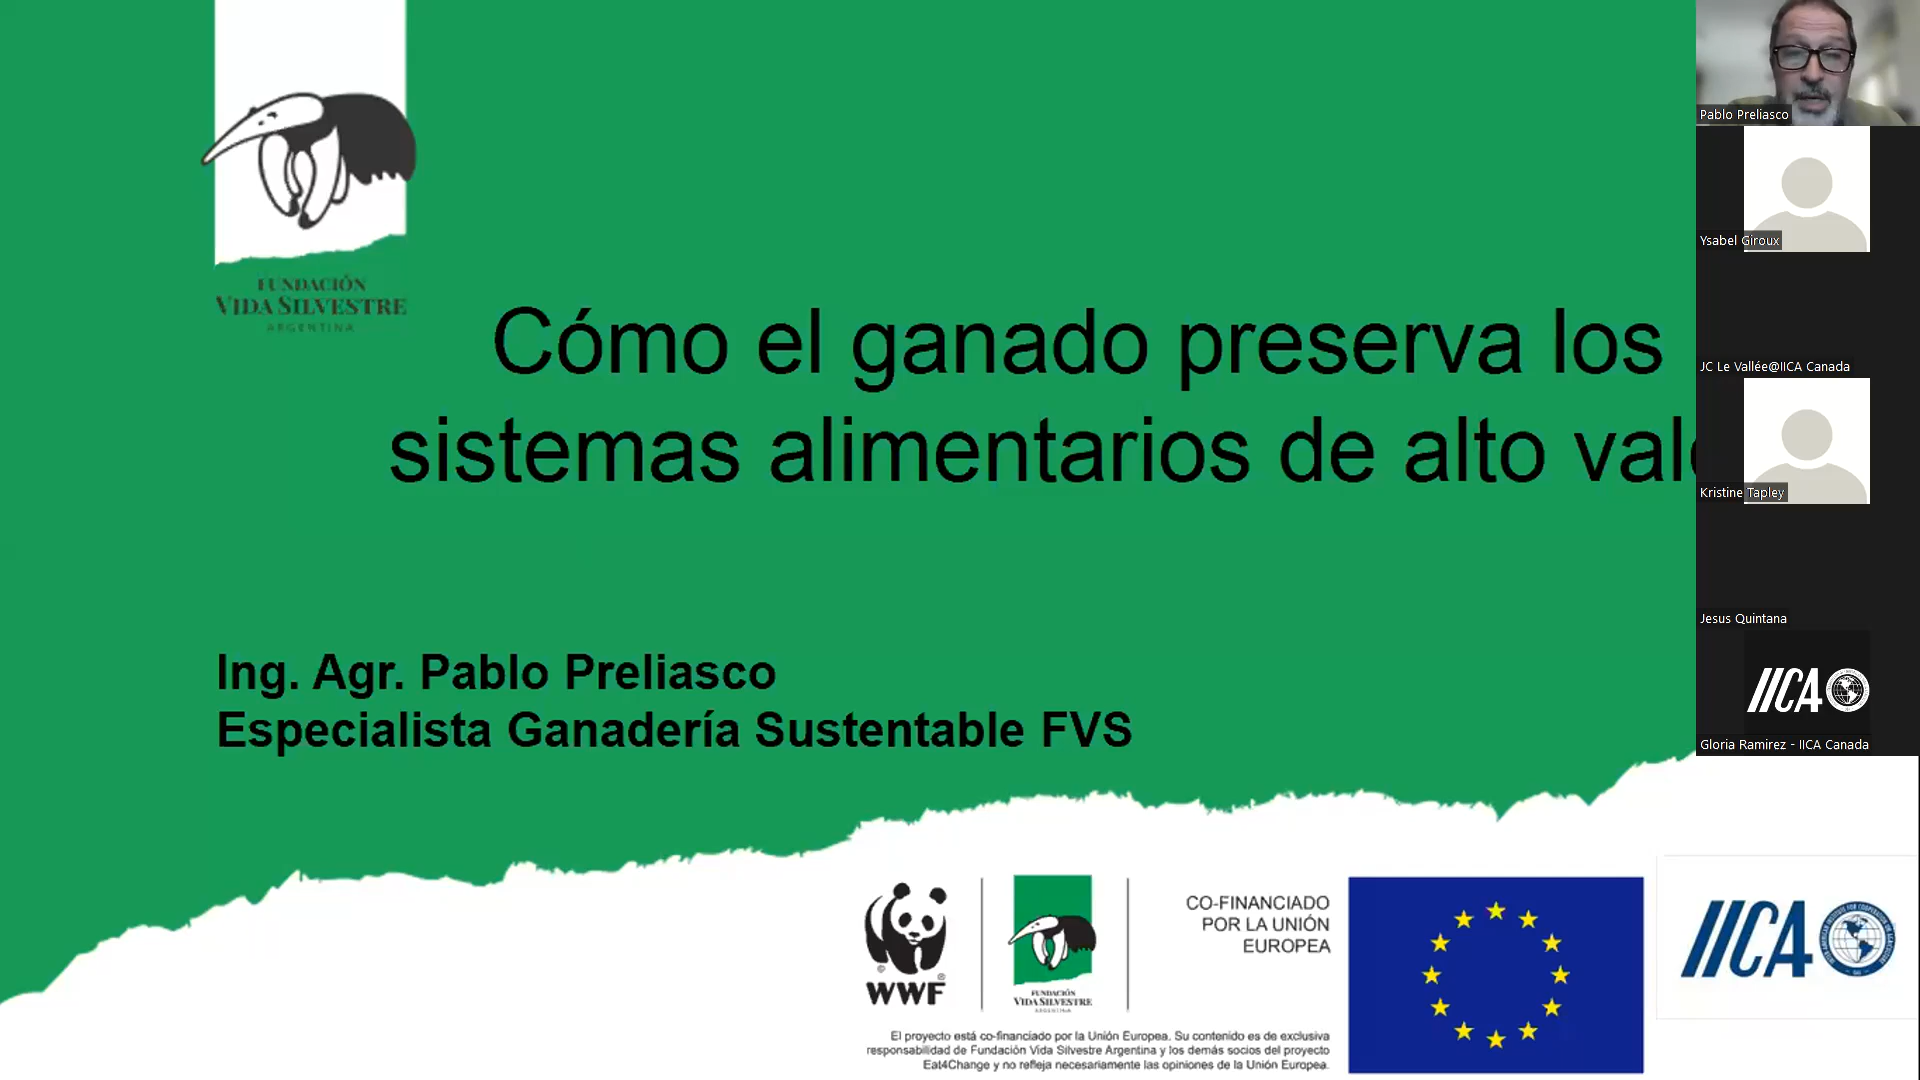 FUNDACIÓN
VIDA SILVESTRE
ARGENTINA
Cómo el ganado preserva los
sistemas alimentarios de alto val
Ing. Agr. Pablo Preliasco
Especialista Ganadería Sustentable FVS
WWF
FUNDACIÓN
VIDA SILVESTRE
ARGENTINA
CO-FINANCIADO
POR LA UNIÓN
EUROPEA
El proyecto está co-financiado por la Unión Europea. Su contenido es de exclusiva
responsabilidad de Fundación Vida Silvestre Argentina y los demás socios del proyecto
Eat4Change y no refleja necesariamente las opiniones de la Unión Europea.
IICA
Pablo Preliasco
Ysabel Giroux
JC Le Vallée@IICA Canada
Kristine Tapley
Jesus Quintana
IICA
Gloria Ramirez - IICA Canada